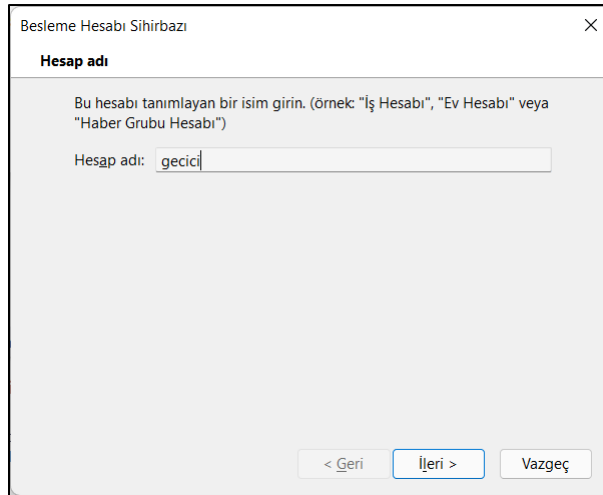 Besleme Hesabı Sihirbazı
Hesap adı
Bu hesabı tanımlayan bir isim girin. (örnek: "İş Hesabı", "Ev Hesabı" veya
"Haber Grubu Hesabı")
Hesap adı: gecici
< Geri İleri > Vazgeç